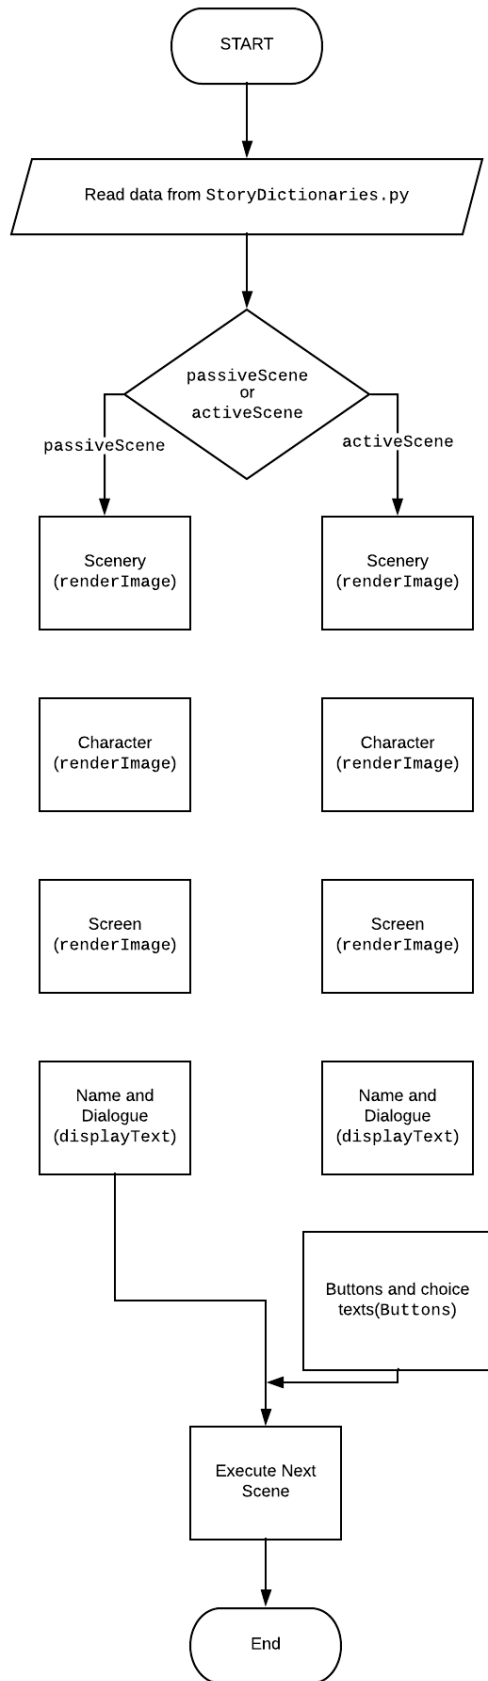 START
Read data from StoryDictionaries.py
passiveScene
or
activeScene
passiveScene
activeScene
Scenery
(renderImage)
Scenery
(renderImage)
Character
(renderImage)
Character
(renderImage)
Screen
(renderImage)
Screen
(renderImage)
Name and
Dialogue
(displayText)
Name and
Dialogue
(displayText)
Buttons and choice
texts(Buttons)
Execute Next
Scene
End